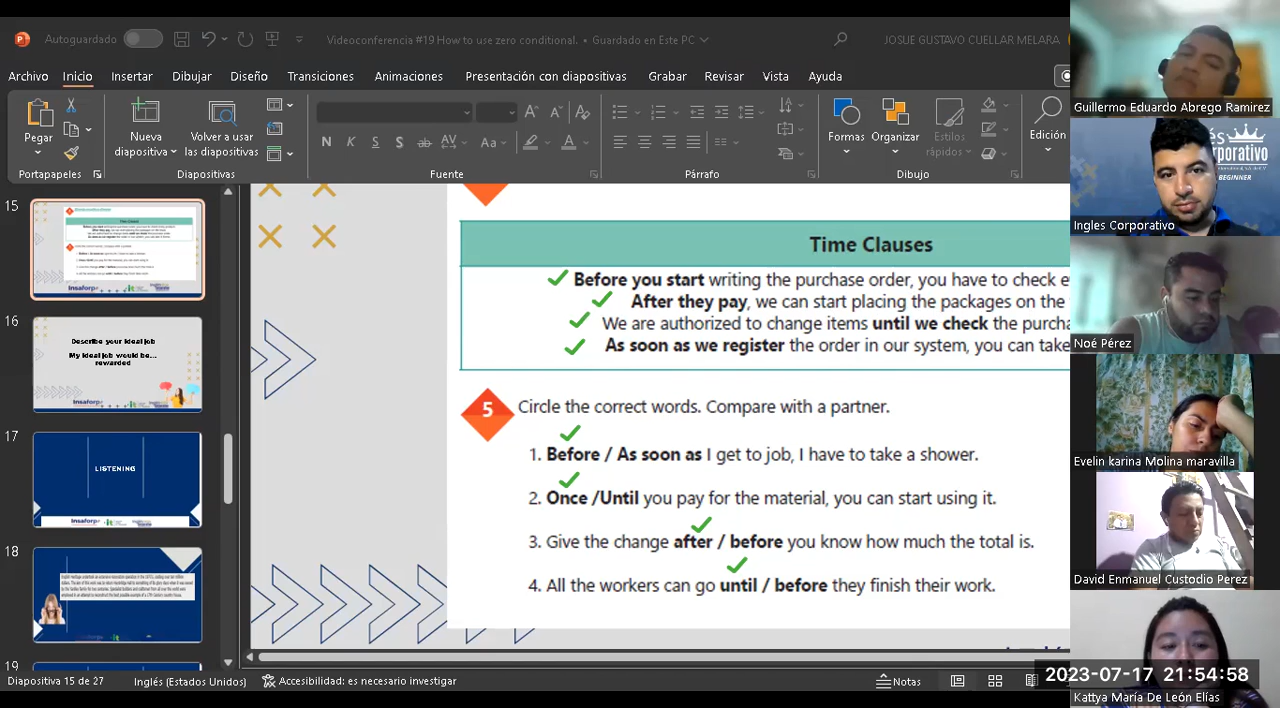 Autoguardado
Videoconferencia #19 How to use zero conditional. • Guardado en Este PC
JOSUE GUSTAVO CUELLAR MELARA
Archivo Inicio Insertar Dibujar Diseño Transiciones Animaciones Presentación con diapositivas Grabar Revisar Vista Ayuda
Pegar
Nueva diapositiva
Volver a usar las diapositivas
N K S S ab AV Aa A
Formas
Organizar
Estilos rápidos
Edición
Portapapeles
Diapositivas
Fuente
Párrafo
Dibujo
15
Time Clauses
16
Describe your ideal job
My ideal job would be...
rewarded
Insaforp
17
LISTENING
Insaforp
18
19
Time Clauses
Before you start writing the purchase order, you have to check
After they pay, we can start placing the packages on the
We are authorized to change items until we check the
As soon as we register the order in our system, you can take
5
Circle the correct words. Compare with a partner.
1. Before / As soon as I get to job, I have to take a shower.
2. Once /Until you pay for the material, you can start using it.
3. Give the change after / before you know how much the total is.
4. All the workers can go until / before they finish their work.
Diapositiva 15 de 27
Inglés (Estados Unidos)
Accesibilidad: es necesario investigar
Notas
Guillermo Eduardo Abrego Ramirez
BEGINNER
Ingles Corporativo
Noé Pérez
Evelin karina Molina maravilla
David Enmanuel Custodio Perez
2023-07-17 21:54:58
Kattya María De León Elías